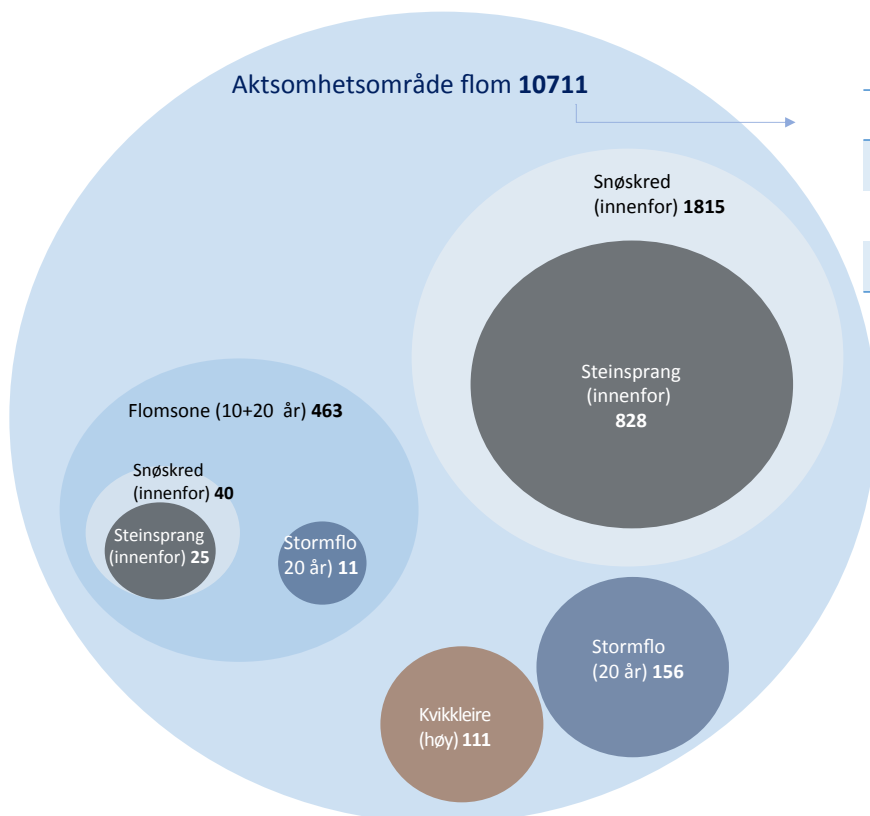 Aktsomhetsområde flom 10711
Snøskred
(innenfor) 1815
Steinsprang
(innenfor)
828
Flomsone (10+20 år) 463
Snøskred
(innenfor) 40
Steinsprang
(innenfor) 25
Stormflo
20 år) 11
Stormflo
(20 år) 156
Kvikkleire
(høy) 111